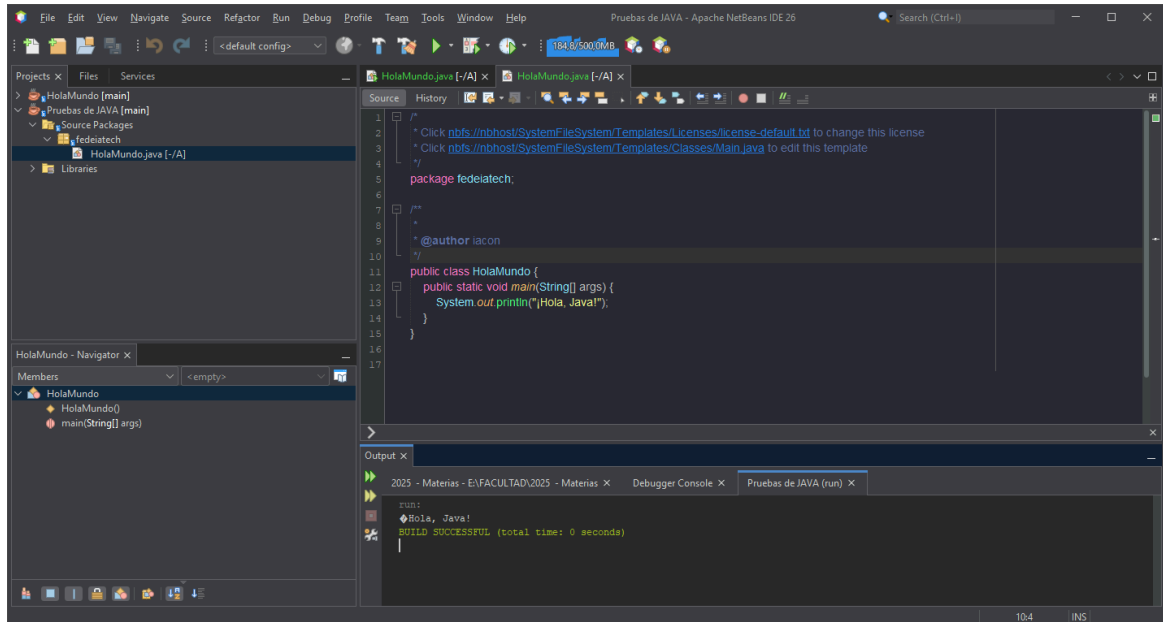 File Edit View Navigate Source Refactor Run Debug Profile Team Tools Window Help Pruebas de JAVA - Apache NetBeans IDE 26 Search (Ctrl+I)
<default config> 184,8/500,0MB
Projects Files Services
HolaMundo [main]
Pruebas de JAVA [main]
Source Packages
fedeiatech
HolaMundo.java [-/A]
Libraries
HolaMundo - Navigator
Members <empty>
HolaMundo
HolaMundo()
main(String[] args)
HolaMundo.java [-/A] HolaMundo.java [-/A]
Source History
1 /*
2 * Click nbfs://nbhost/SystemFileSystem/Templates/Licenses/license-default.txt to change this license
3 * Click nbfs://nbhost/SystemFileSystem/Templates/Classes/Main.java to edit this template
4 */
5 package fedeiatech;
6
7 /**
8 *
9 * @author iacon
10 */
11 public class HolaMundo {
12 public static void main(String[] args) {
13 System.out.println("¡Hola, Java!");
14 }
15 }
16
17
Output
2025 - Materias - E:\FACULTAD\2025 - Materias Debugger Console Pruebas de JAVA (run)
run:
�Hola, Java!
BUILD SUCCESSFUL (total time: 0 seconds)
10:4 INS